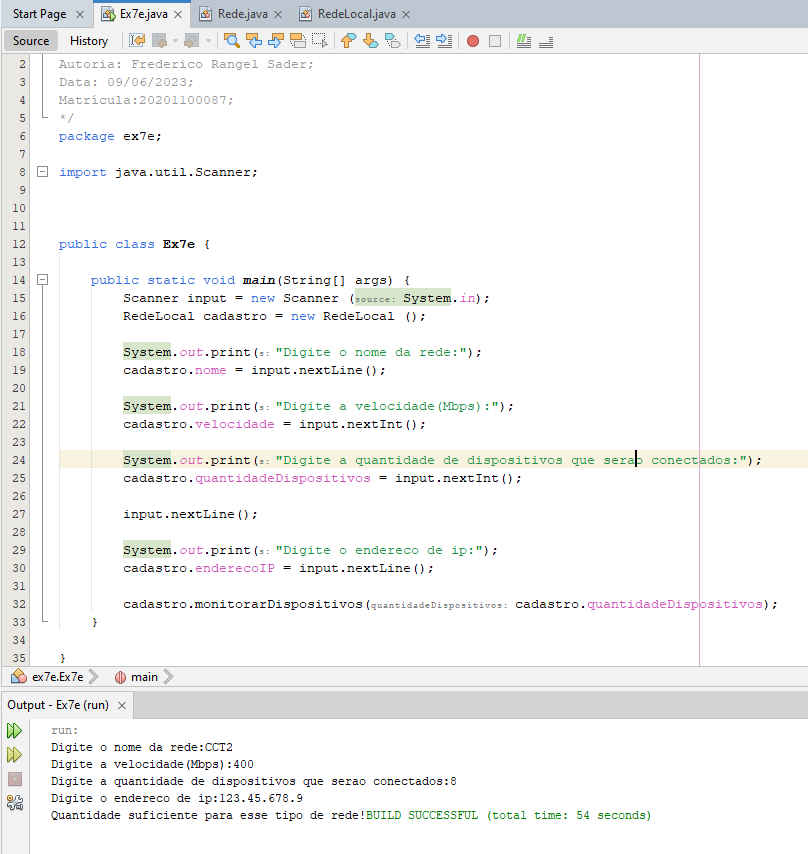 Start Page Ex7e.java Rede.java RedeLocal.java
Source History
2 Autoria: Frederico Rangel Sader;
3 Data: 09/06/2023;
4 Matrícula:20201100087;
5 */
6 package ex7e;
7
8 import java.util.Scanner;
9
10
11
12 public class Ex7e {
13
14 public static void main(String[] args) {
15 Scanner input = new Scanner (source: System.in);
16 RedeLocal cadastro = new RedeLocal ();
17
18 System.out.print(s: "Digite o nome da rede:");
19 cadastro.nome = input.nextLine();
20
21 System.out.print(s: "Digite a velocidade(Mbps):");
22 cadastro.velocidade = input.nextInt();
23
24 System.out.print(s: "Digite a quantidade de dispositivos que serao conectados:");
25 cadastro.quantidadeDispositivos = input.nextInt();
26
27 input.nextLine();
28
29 System.out.print(s: "Digite o endereco de ip:");
30 cadastro.enderecoIP = input.nextLine();
31
32 cadastro.monitorarDispositivos(quantidadeDispositivos: cadastro.quantidadeDispositivos);
33 }
34
35 }
ex7e.Ex7e main
Output - Ex7e (run)
run:
Digite o nome da rede:CCT2
Digite a velocidade(Mbps):400
Digite a quantidade de dispositivos que serao conectados:8
Digite o endereco de ip:123.45.678.9
Quantidade suficiente para esse tipo de rede!BUILD SUCCESSFUL (total time: 54 seconds)